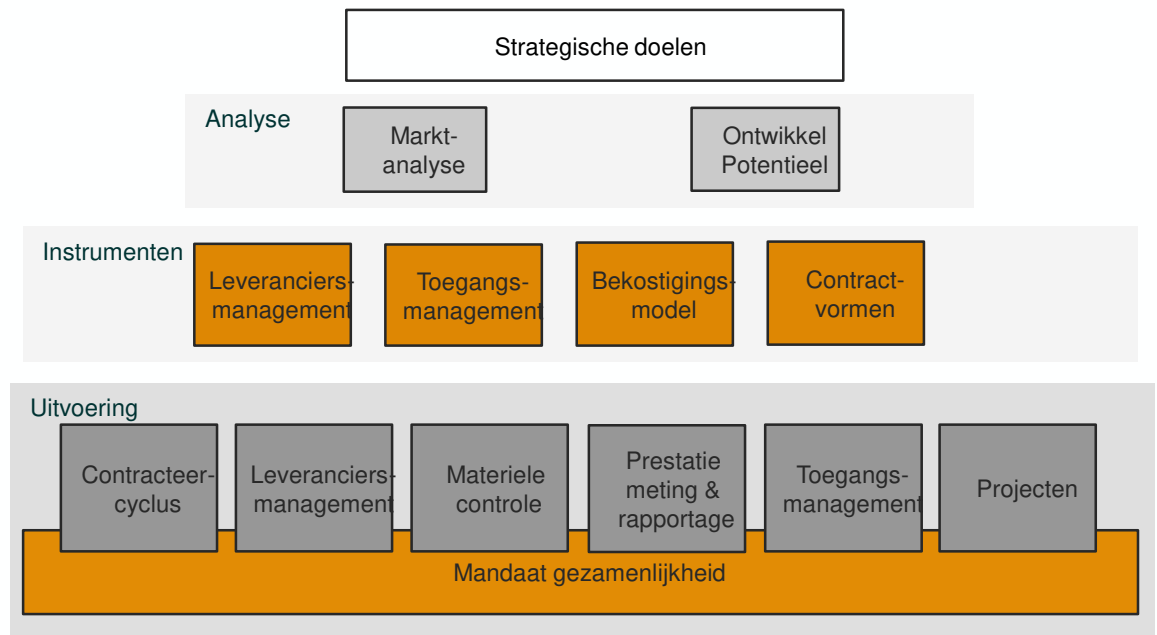 Strategische doelen
Analyse
Markt-
analyse
Ontwikkel
Potentieel
Instrumenten
Leveranciers-
management
Toegangs-
management
Bekostigings-
model
Contract-
vormen
Uitvoering
Contracteer-
cyclus
Leveranciers-
management
Materiele
controle
Prestatie
meting &
rapportage
Toegangs-
management
Projecten
Mandaat gezamenlijkheid